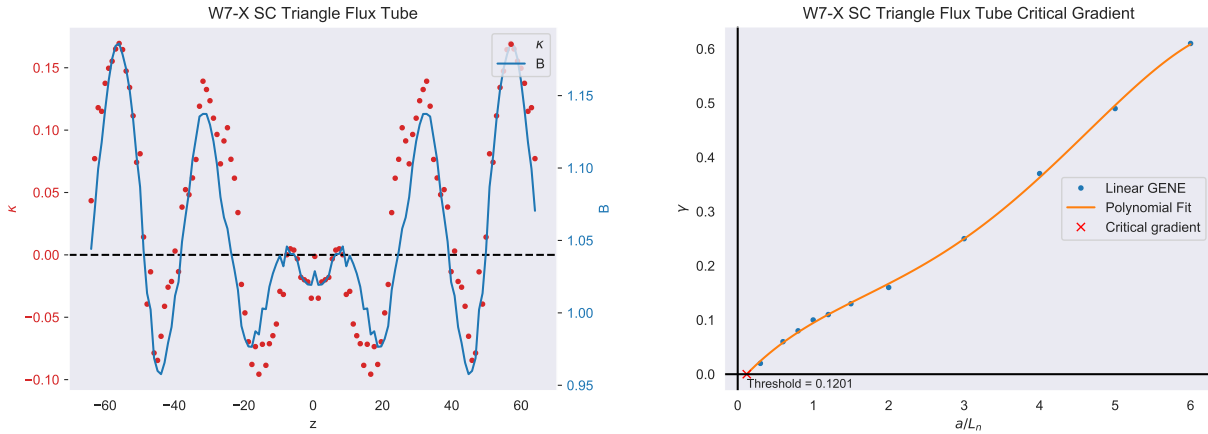 W7-X SC Triangle Flux Tube
κ
B
0.15
0.10
0.05
0.00
−0.05
−0.10
κ
1.15
1.10
1.05
1.00
0.95
B
−60 −40 −20 0 20 40 60
z
W7-X SC Triangle Flux Tube Critical Gradient
0.6
0.5
0.4
0.3
0.2
0.1
0.0
γ
Linear GENE
Polynomial Fit
Critical gradient
Threshold = 0.1201
0 1 2 3 4 5 6
a/Lₙ